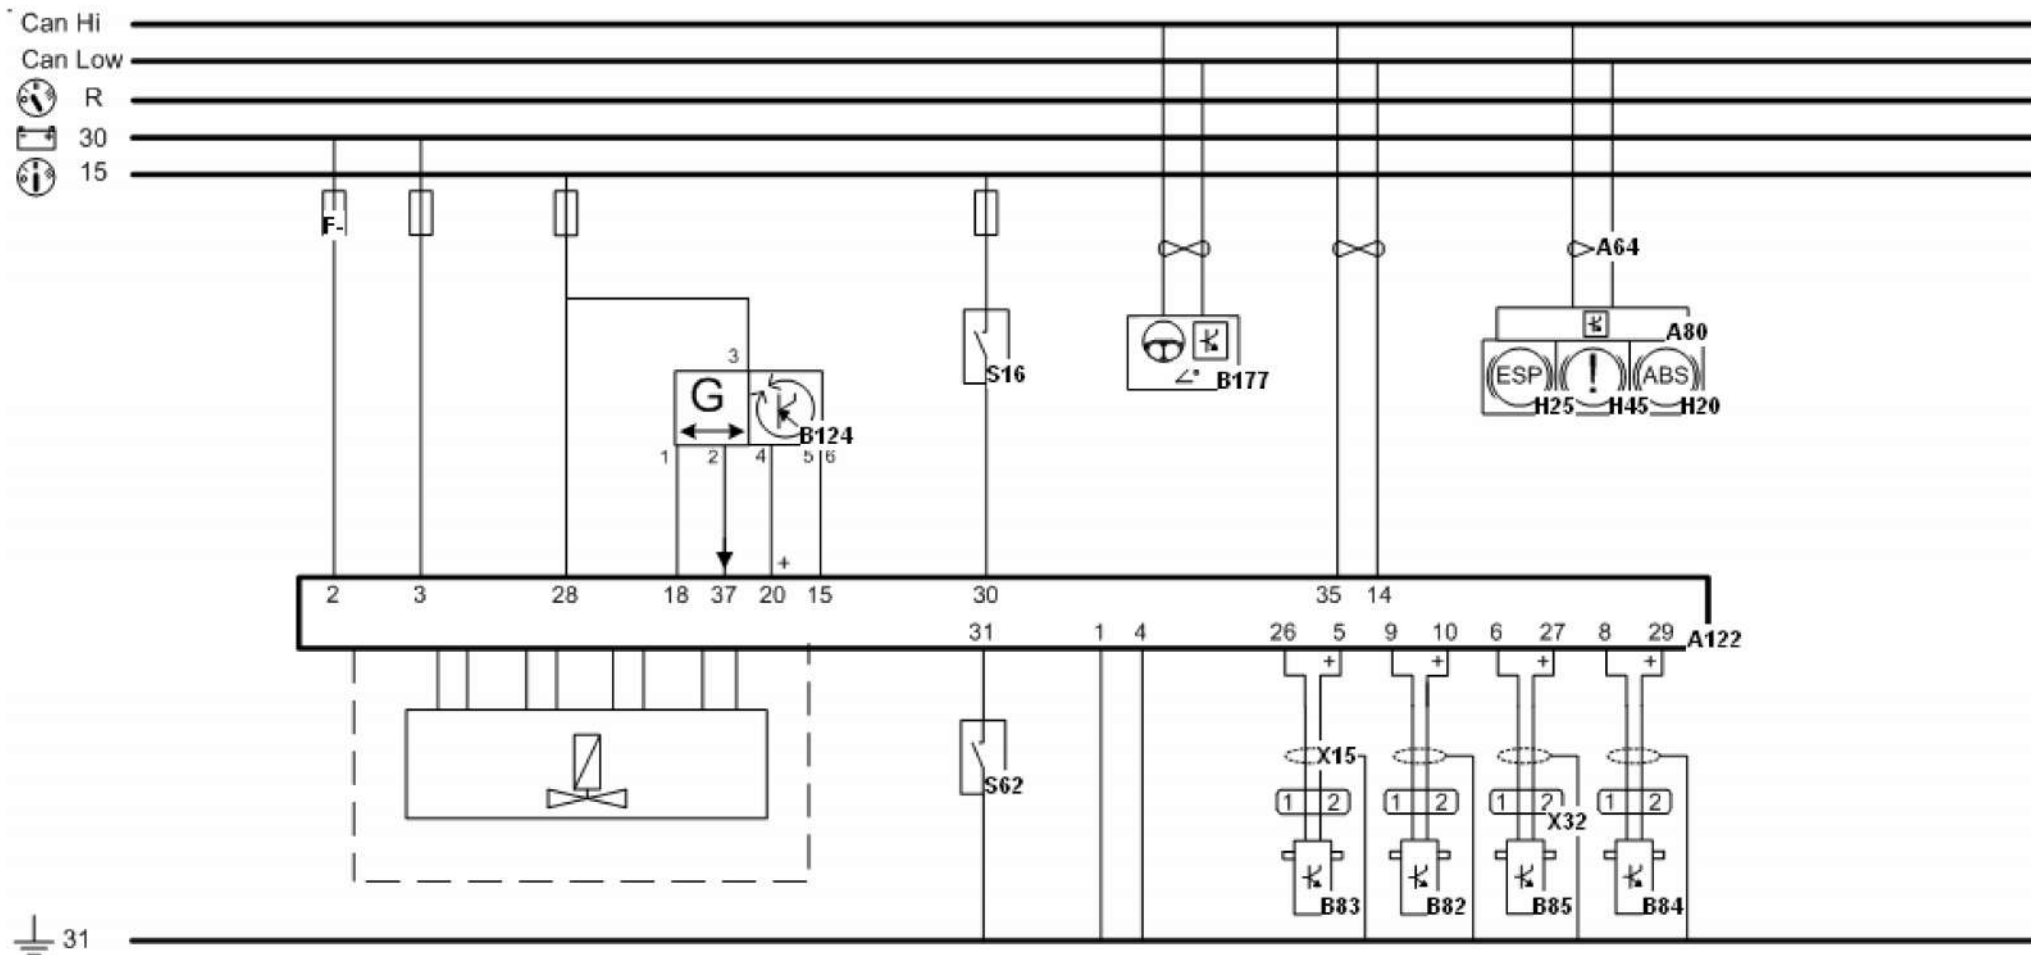 Can Hi
Can Low
R
30
15
F-
A64
S16
B177
A80
ESP ! ABS
H25 H45 H20
3
G
B124
1 2 4 5 6
+
2 3 28 18 37 20 15 30 35 14
31 1 4 26 5 9 10 6 27 8 29 A122
+ + + +
X15
S62
1 2 1 2 1 2 1 2
X32
B83 B82 B85 B84
31